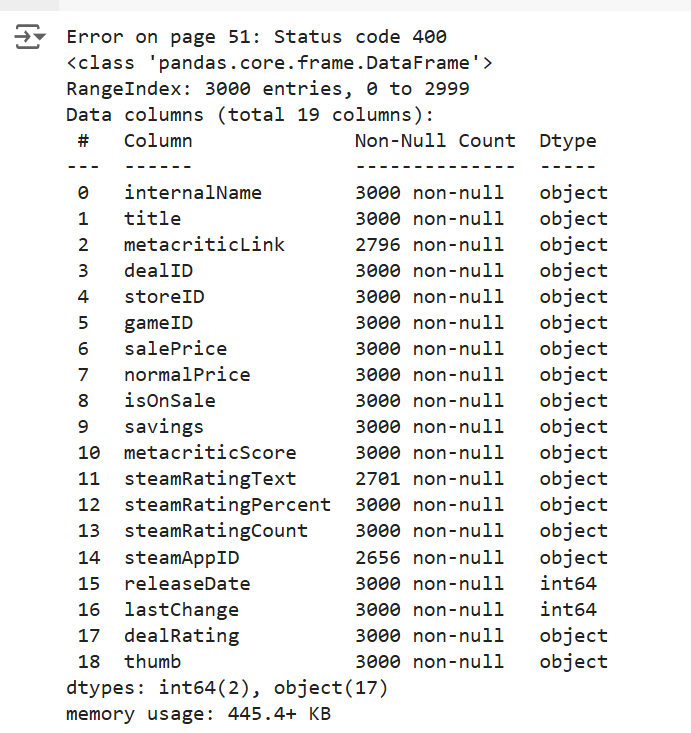 Error on page 51: Status code 400
<class 'pandas.core.frame.DataFrame'>
RangeIndex: 3000 entries, 0 to 2999
Data columns (total 19 columns):
 #   Column              Non-Null Count  Dtype
---  ------              --------------  -----
 0   internalName        3000 non-null   object
 1   title               3000 non-null   object
 2   metacriticLink      2796 non-null   object
 3   dealID              3000 non-null   object
 4   storeID             3000 non-null   object
 5   gameID              3000 non-null   object
 6   salePrice           3000 non-null   object
 7   normalPrice         3000 non-null   object
 8   isOnSale            3000 non-null   object
 9   savings             3000 non-null   object
 10  metacriticScore     3000 non-null   object
 11  steamRatingText     2701 non-null   object
 12  steamRatingPercent  3000 non-null   object
 13  steamRatingCount    3000 non-null   object
 14  steamAppID          2656 non-null   object
 15  releaseDate         3000 non-null   int64
 16  lastChange          3000 non-null   int64
 17  dealRating          3000 non-null   object
 18  thumb               3000 non-null   object
dtypes: int64(2), object(17)
memory usage: 445.4+ KB